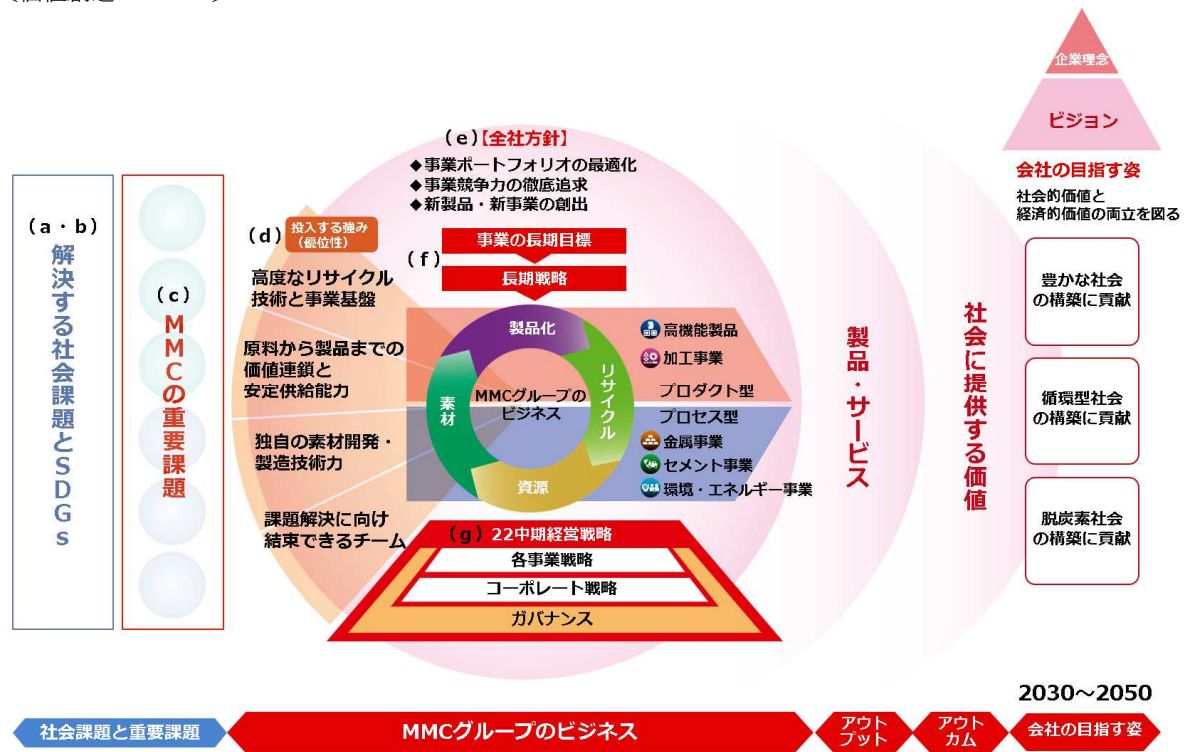 企業理念
ビジョン
会社の目指す姿
社会的価値と
経済的価値の両立を図る
(a・b)
解決する社会課題とSDGs
(c)
MMCの重要課題
(d)
投入する強み
(優位性)
高度なリサイクル
技術と事業基盤
原料から製品までの
価値連鎖と
安定供給能力
独自の素材開発・
製造技術力
課題解決に向け
結束できるチーム
(e)【全社方針】
◆事業ポートフォリオの最適化
◆事業競争力の徹底追求
◆新製品・新事業の創出
(f)
事業の長期目標
長期戦略
製品化
リサイクル
資源
素材
MMCグループの
ビジネス
高機能製品
加工事業
プロダクト型
プロセス型
金属事業
セメント事業
環境・エネルギー事業
(g) 22中期経営戦略
各事業戦略
コーポレート戦略
ガバナンス
製品・サービス
社会に提供する価値
豊かな社会
の構築に貢献
循環型社会
の構築に貢献
脱炭素社会
の構築に貢献
2030～2050
社会課題と重要課題
MMCグループのビジネス
アウト
プット
アウト
カム
会社の目指す姿